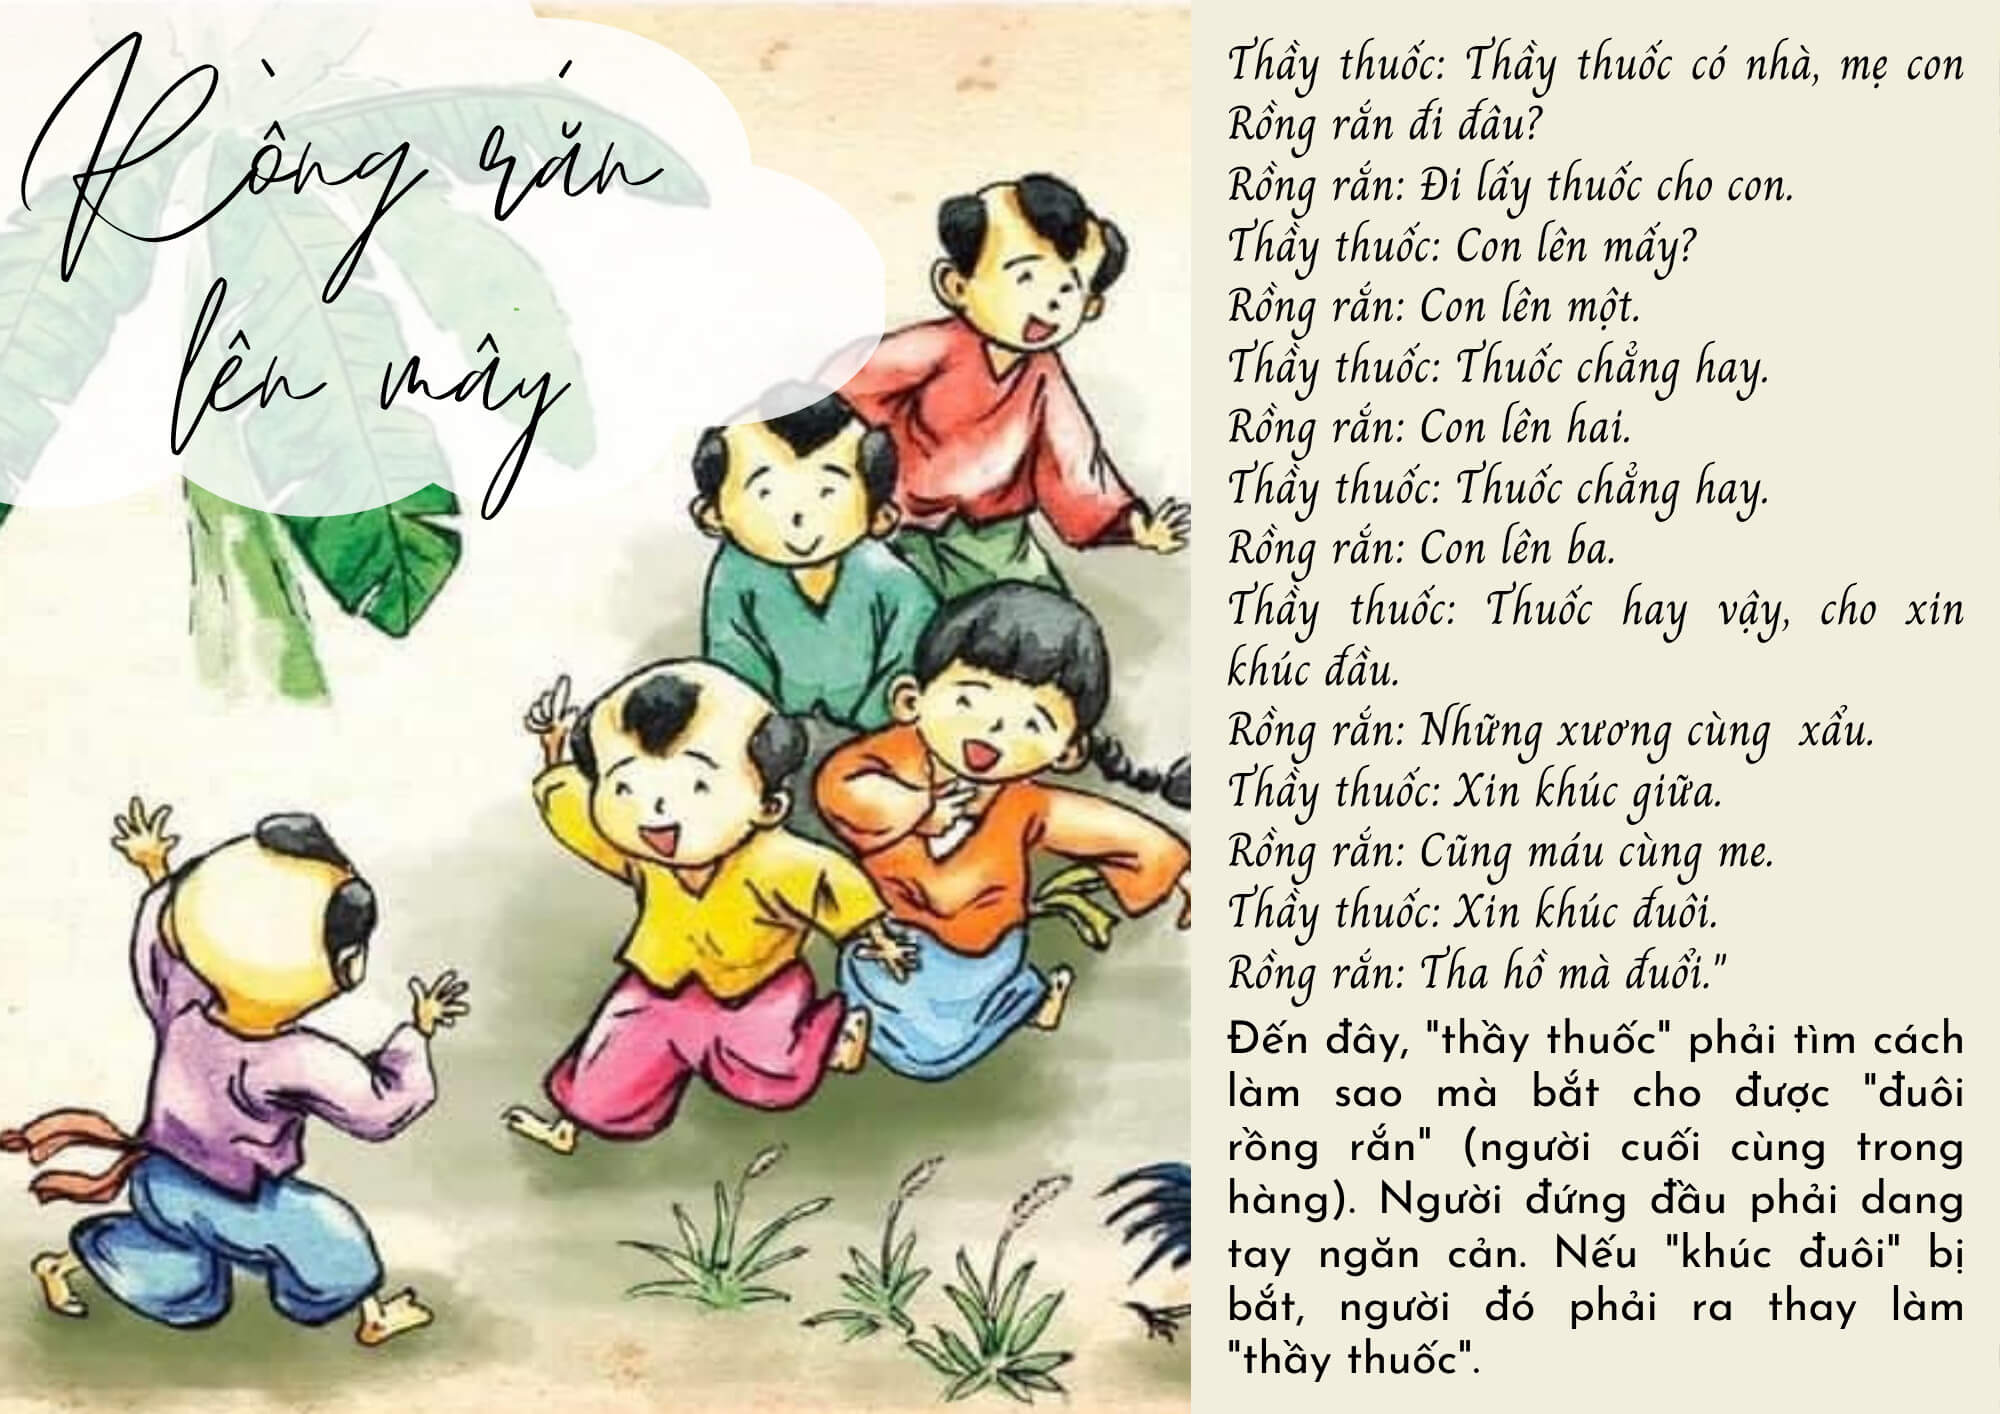 Rồng rắn
lên mây
Thầy thuốc: Thầy thuốc có nhà, mẹ con
Rồng rắn đi đâu?
Rồng rắn: Đi lấy thuốc cho con.
Thầy thuốc: Con lên mấy?
Rồng rắn: Con lên một.
Thầy thuốc: Thuốc chẳng hay.
Rồng rắn: Con lên hai.
Thầy thuốc: Thuốc chẳng hay.
Rồng rắn: Con lên ba.
Thầy thuốc: Thuốc hay vậy, cho xin
khúc đầu.
Rồng rắn: Những xương cùng xẩu.
Thầy thuốc: Xin khúc giữa.
Rồng rắn: Cũng máu cùng me.
Thầy thuốc: Xin khúc đuôi.
Rồng rắn: Tha hồ mà đuổi."
Đến đây, "thầy thuốc" phải tìm cách
làm sao mà bắt cho được "đuôi
rồng rắn" (người cuối cùng trong
hàng). Người đứng đầu phải dang
tay ngăn cản. Nếu "khúc đuôi" bị
bắt, người đó phải ra thay làm
"thầy thuốc".